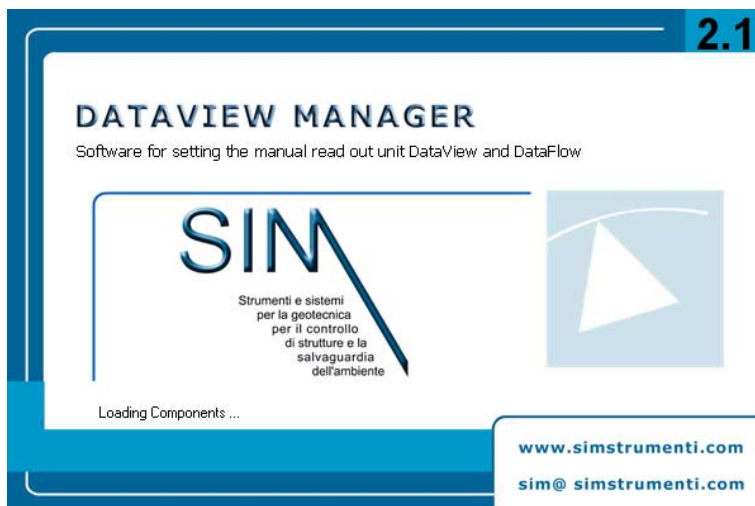 2.1
DATAVIEW MANAGER
Software for setting the manual read out unit DataView and DataFlow
SIM
Strumenti e sistemi
per la geotecnica
per il controllo
di strutture e la
salvaguardia
dell'ambiente
Loading Components ...
www.simstrumenti.com
sim@ simstrumenti.com